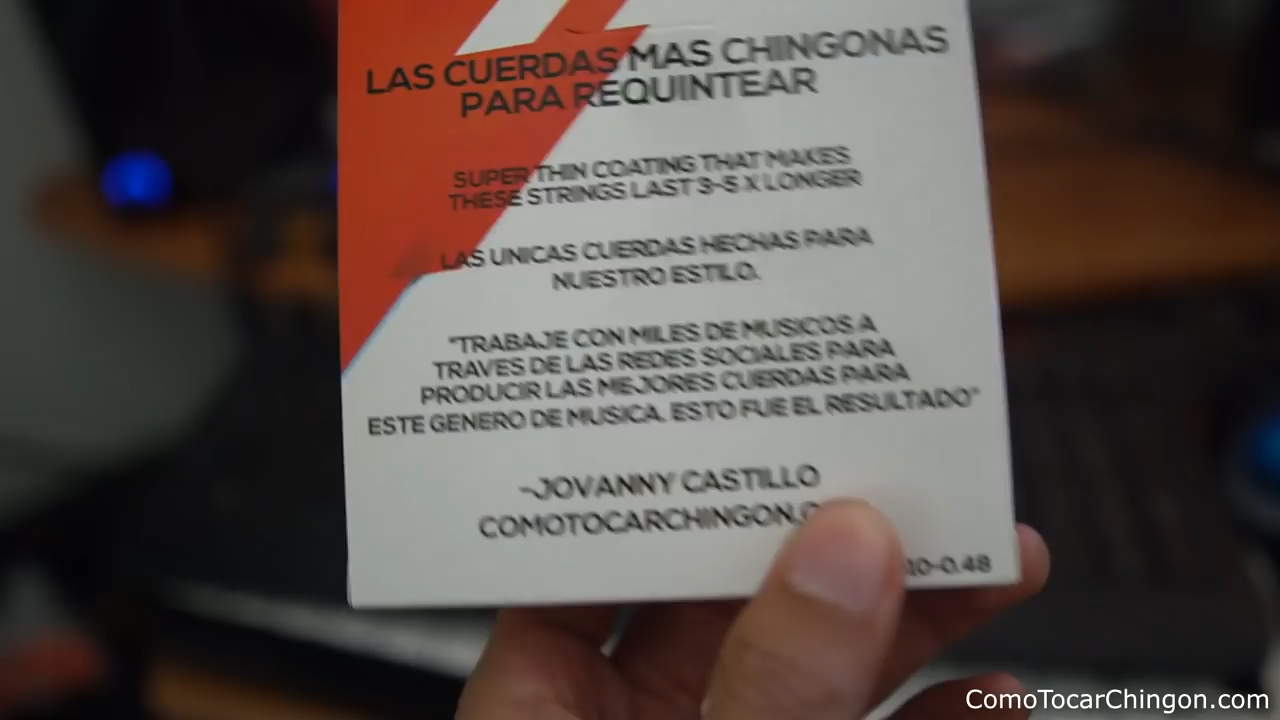 LAS CUERDAS MAS CHINGONAS
PARA REQUINTEAR
SUPER THIN COATING THAT MAKES
THESE STRINGS LAST 3-5 X LONGER
LAS UNICAS CUERDAS HECHAS PARA
NUESTRO ESTILO.
"TRABAJE CON MILES DE MUSICOS A
TRAVES DE LAS REDES SOCIALES PARA
PRODUCIR LAS MEJORES CUERDAS PARA
ESTE GENERO DE MUSICA. ESTO FUE EL RESULTADO"
-JOVANNY CASTILLO
COMOTOCARCHINGON.
10-0.48
ComoTocarChingon.com